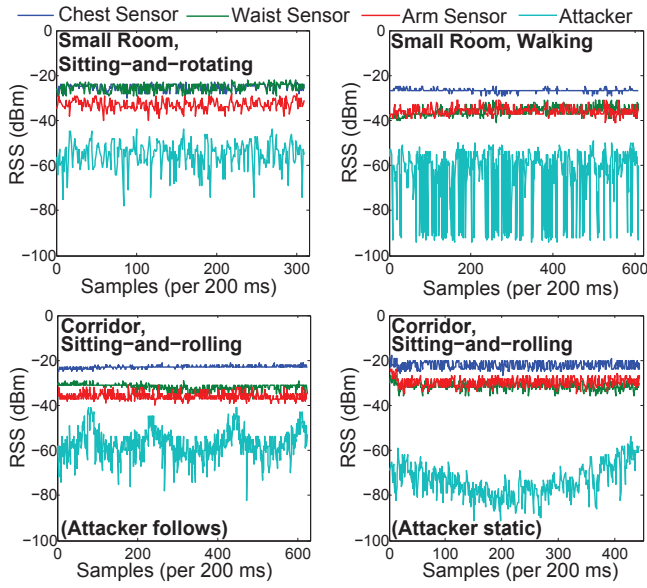 Chest Sensor Waist Sensor Arm Sensor Attacker
0
−20
−40
−60
−80
−100
RSS (dBm)
Small Room,
Sitting−and−rotating
0 100 200 300
Samples (per 200 ms)
0
−20
−40
−60
−80
−100
RSS (dBm)
Small Room, Walking
0 200 400 600
Samples (per 200 ms)
0
−20
−40
−60
−80
−100
RSS (dBm)
Corridor,
Sitting−and−rolling
(Attacker follows)
0 200 400 600
Samples (per 200 ms)
0
−20
−40
−60
−80
−100
RSS (dBm)
Corridor,
Sitting−and−rolling
(Attacker static)
0 100 200 300 400
Samples (per 200 ms)